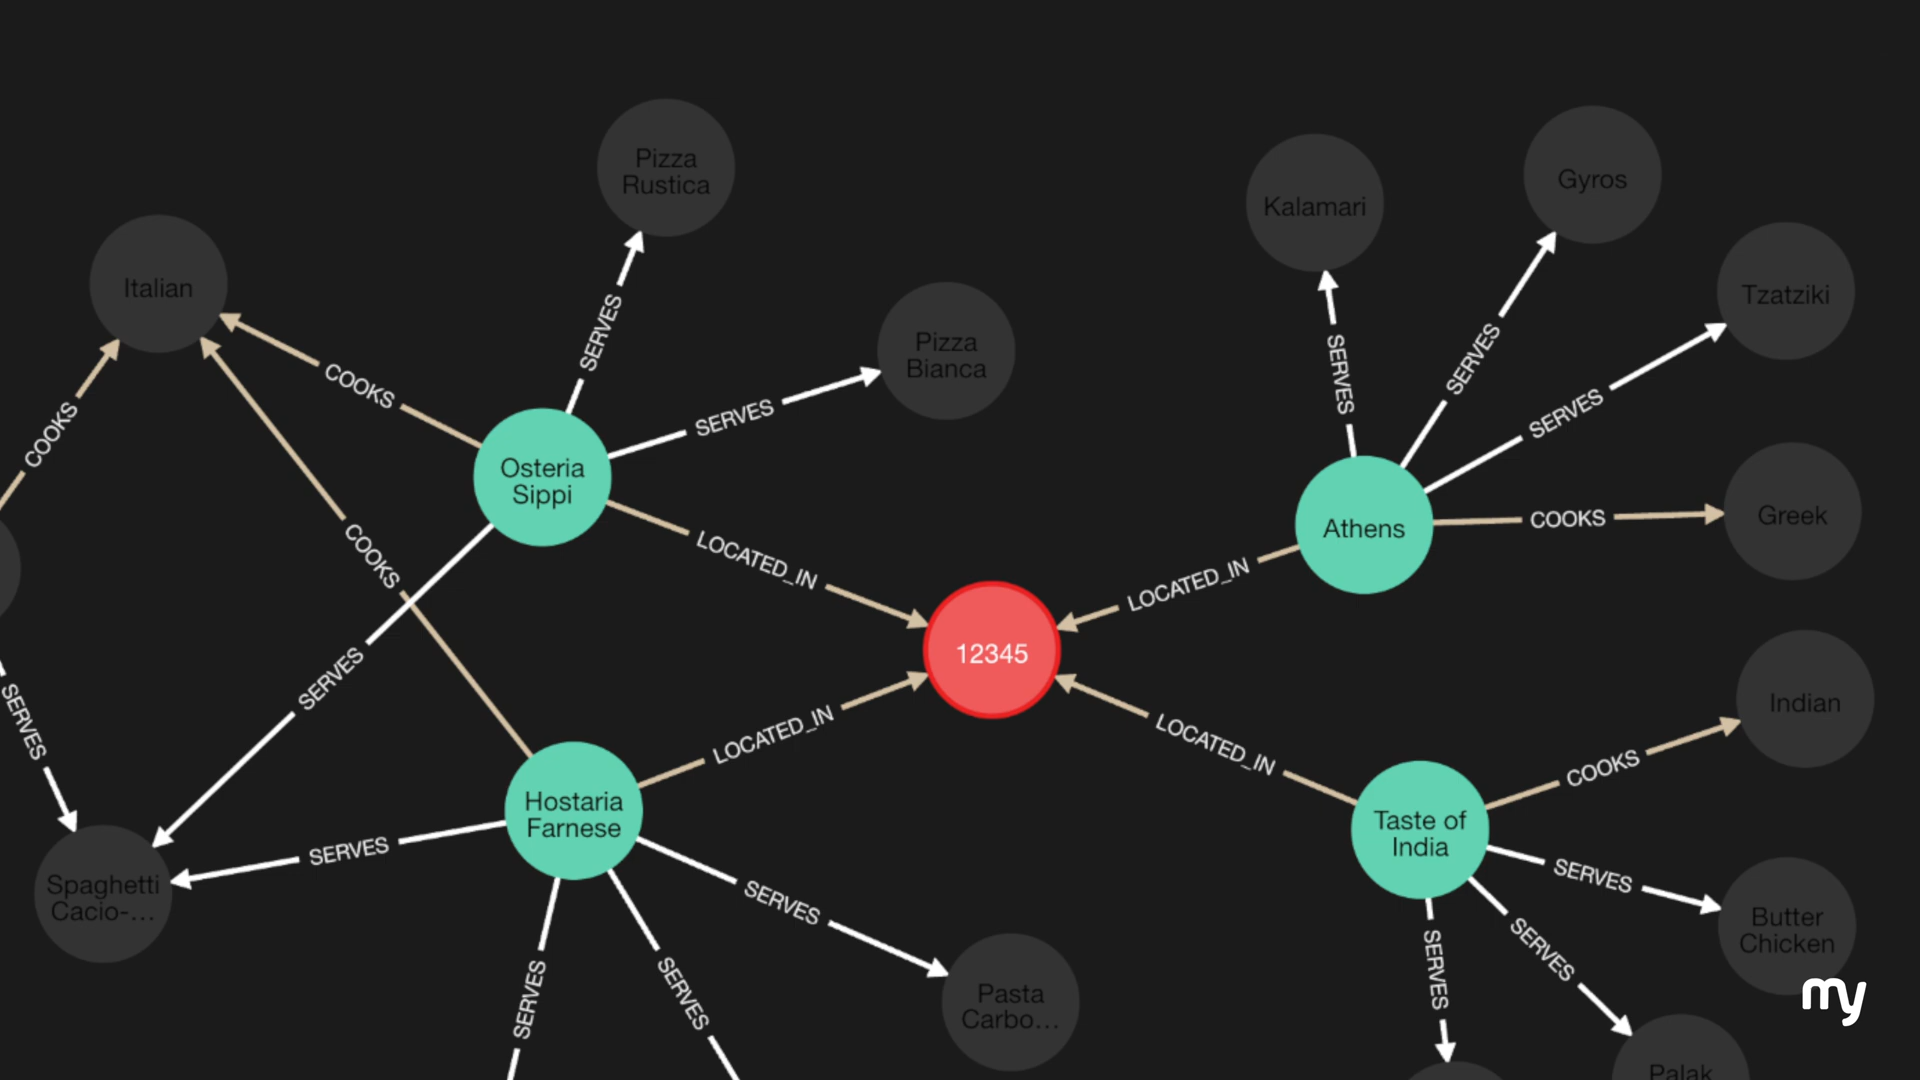 Pizza
Rustica
Kalamari
Gyros
Italian
Tzatziki
Pizza
Bianca
SERVES
SERVES
SERVES
COOKS
SERVES
SERVES
COOKS
Osteria
Sippi
Athens
COOKS
Greek
COOKS
LOCATED_IN
LOCATED_IN
12345
SERVES
SERVES
LOCATED_IN
LOCATED_IN
Indian
COOKS
Hostaria
Farnese
Taste of
India
SERVES
SERVES
Spaghetti
Cacio-...
SERVES
Butter
Chicken
SERVES
SERVES
SERVES
SERVES
Pasta
Carbo...
my
Palak